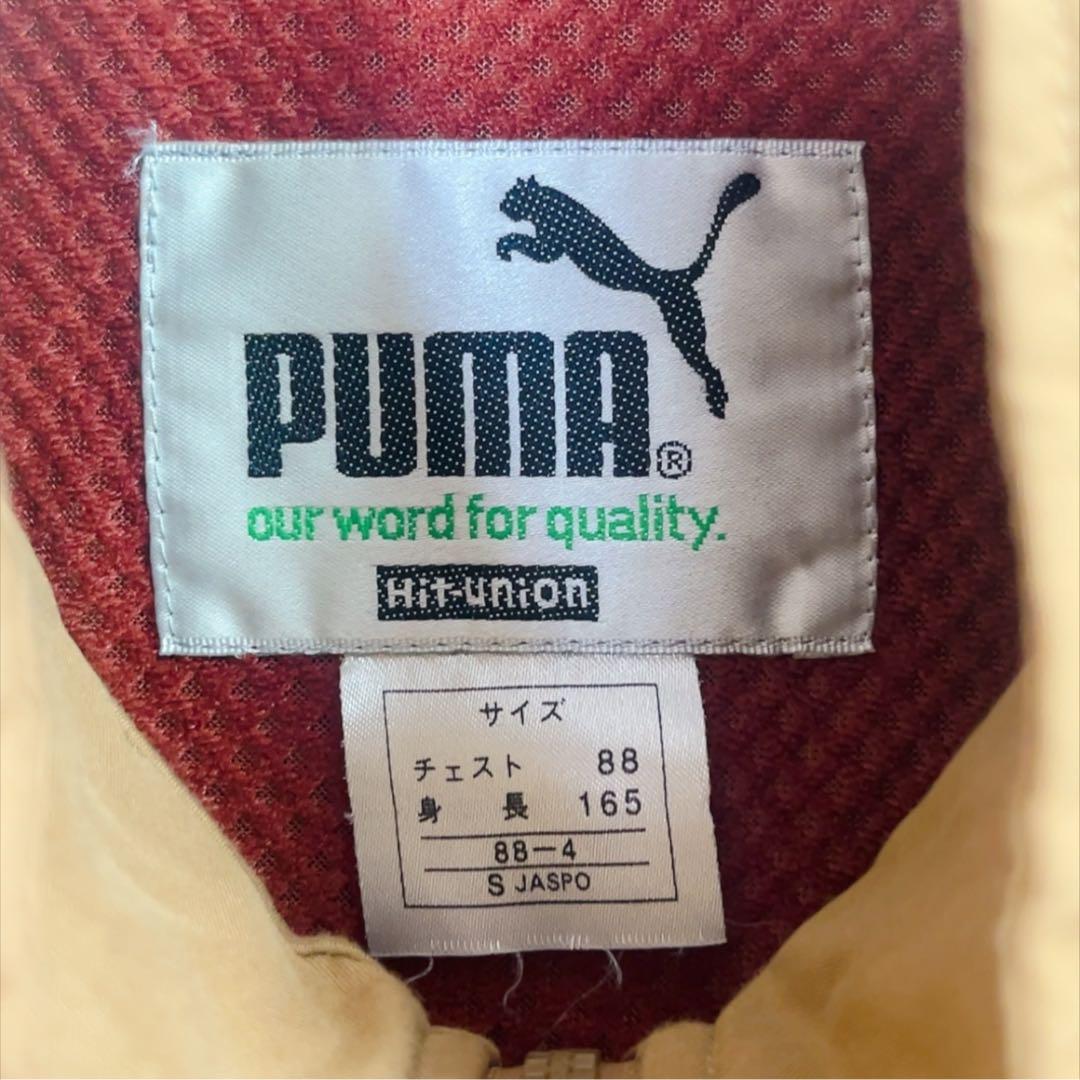 PUMA®
our word for quality.
Hit-union
サイズ
チェスト 88
身長 165
88-4
S JASPO